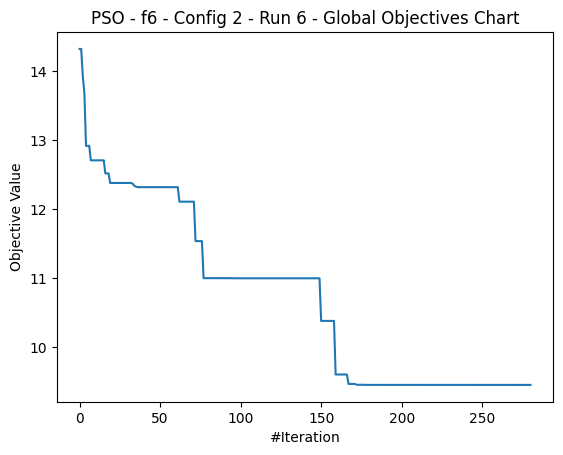 PSO - f6 - Config 2 - Run 6 - Global Objectives Chart
14
13
12
11
10
Objective Value
0 50 100 150 200 250
#Iteration